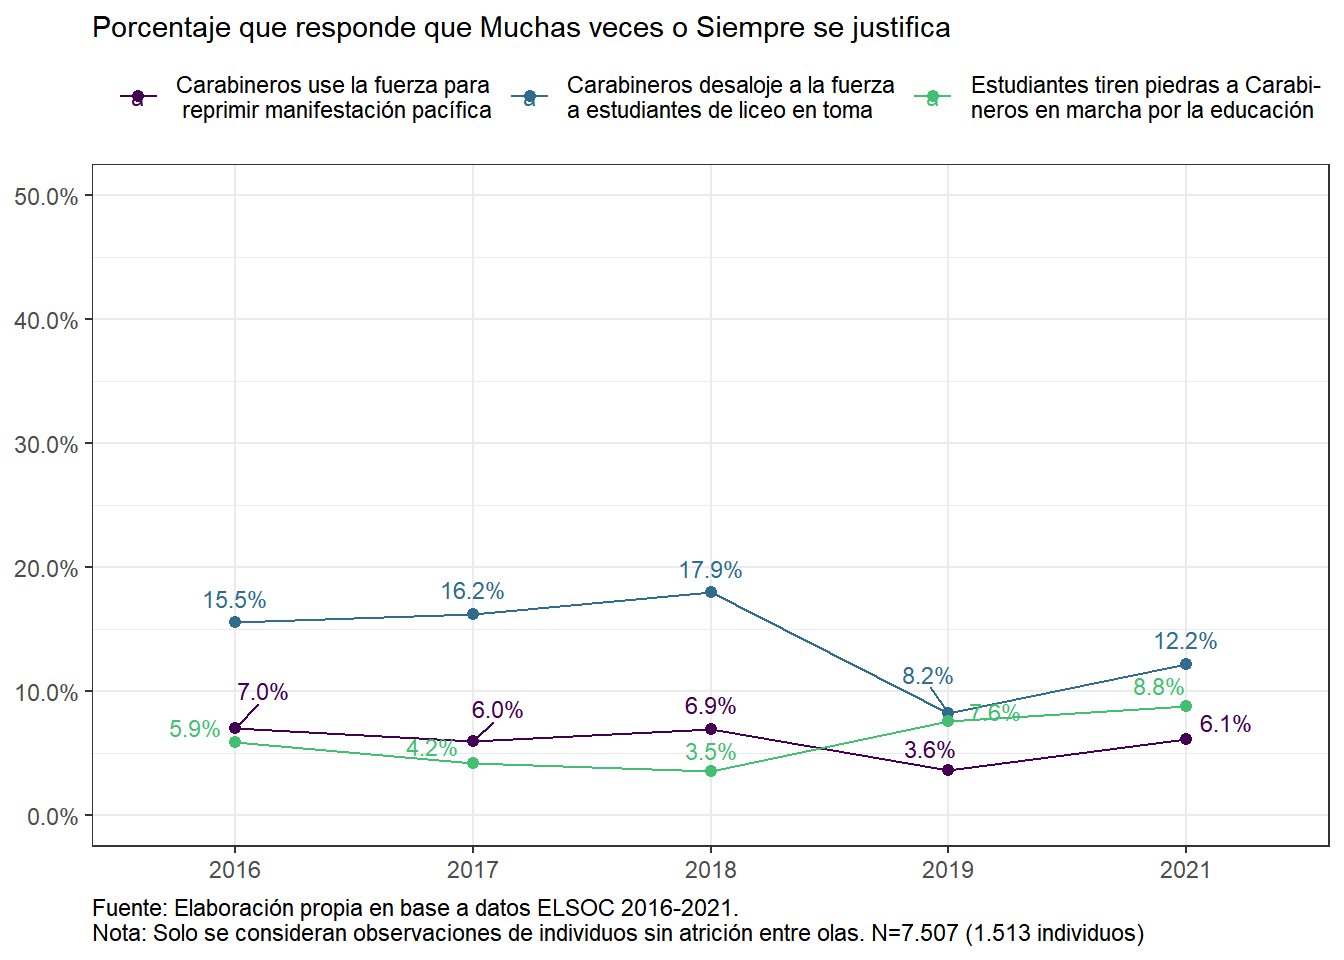 Porcentaje que responde que Muchas veces o Siempre se justifica
a Carabineros use la fuerza para
reprimir manifestación pacífica
a Carabineros desaloje a la fuerza
a estudiantes de liceo en toma
a Estudiantes tiren piedras a Carabi-
neros en marcha por la educación
50.0%
40.0%
30.0%
20.0%
10.0%
0.0%
15.5%
16.2%
17.9%
8.2%
12.2%
7.0%
6.0%
6.9%
3.6%
6.1%
5.9%
4.2%
3.5%
7.6%
8.8%
2016
2017
2018
2019
2021
Fuente: Elaboración propia en base a datos ELSOC 2016-2021.
Nota: Solo se consideran observaciones de individuos sin atrición entre olas. N=7.507 (1.513 individuos)